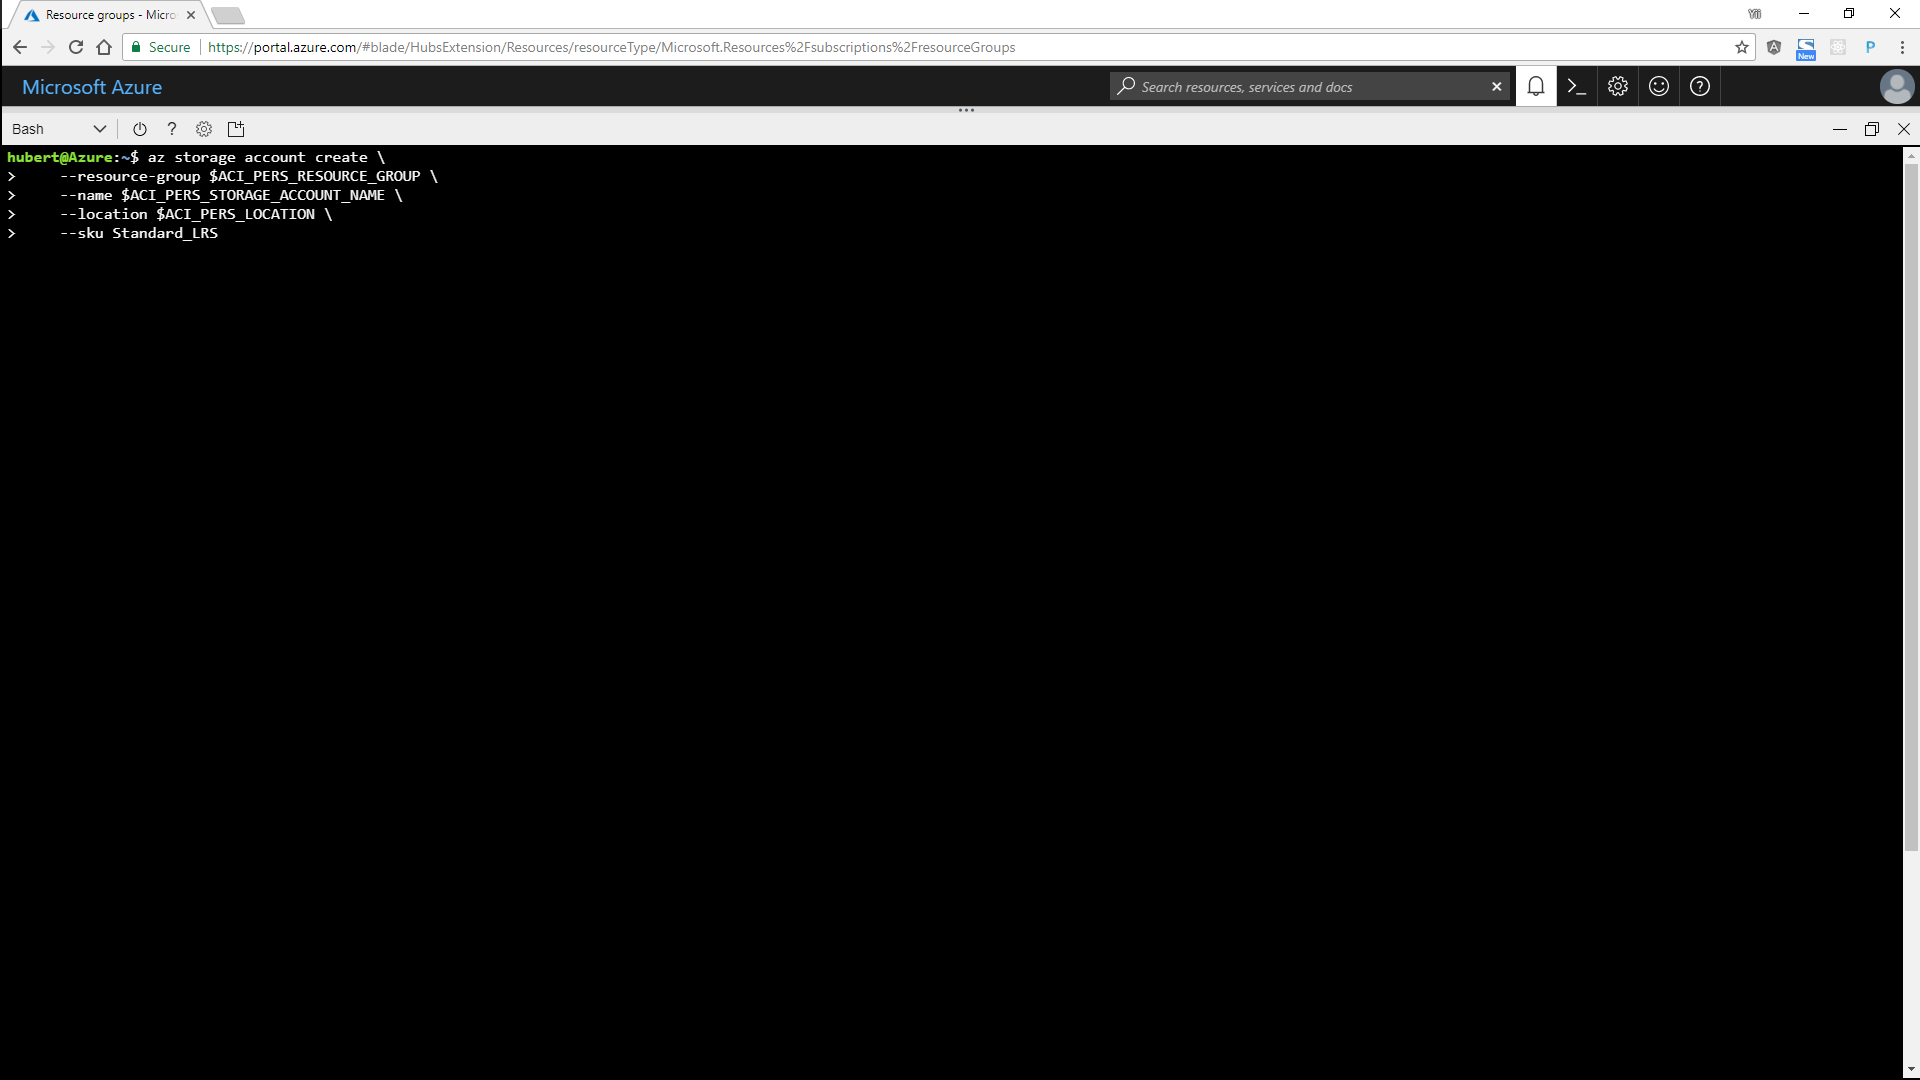 Resource groups - Micro
Yii
Secure
https://portal.azure.com/#blade/HubsExtension/Resources/resourceType/Microsoft.Resources%2Fsubscriptions%2FresourceGroups
New
P
Microsoft Azure
Search resources, services and docs
Bash
hubert@Azure:~$ az storage account create \
>     --resource-group $ACI_PERS_RESOURCE_GROUP \
>     --name $ACI_PERS_STORAGE_ACCOUNT_NAME \
>     --location $ACI_PERS_LOCATION \
>     --sku Standard_LRS